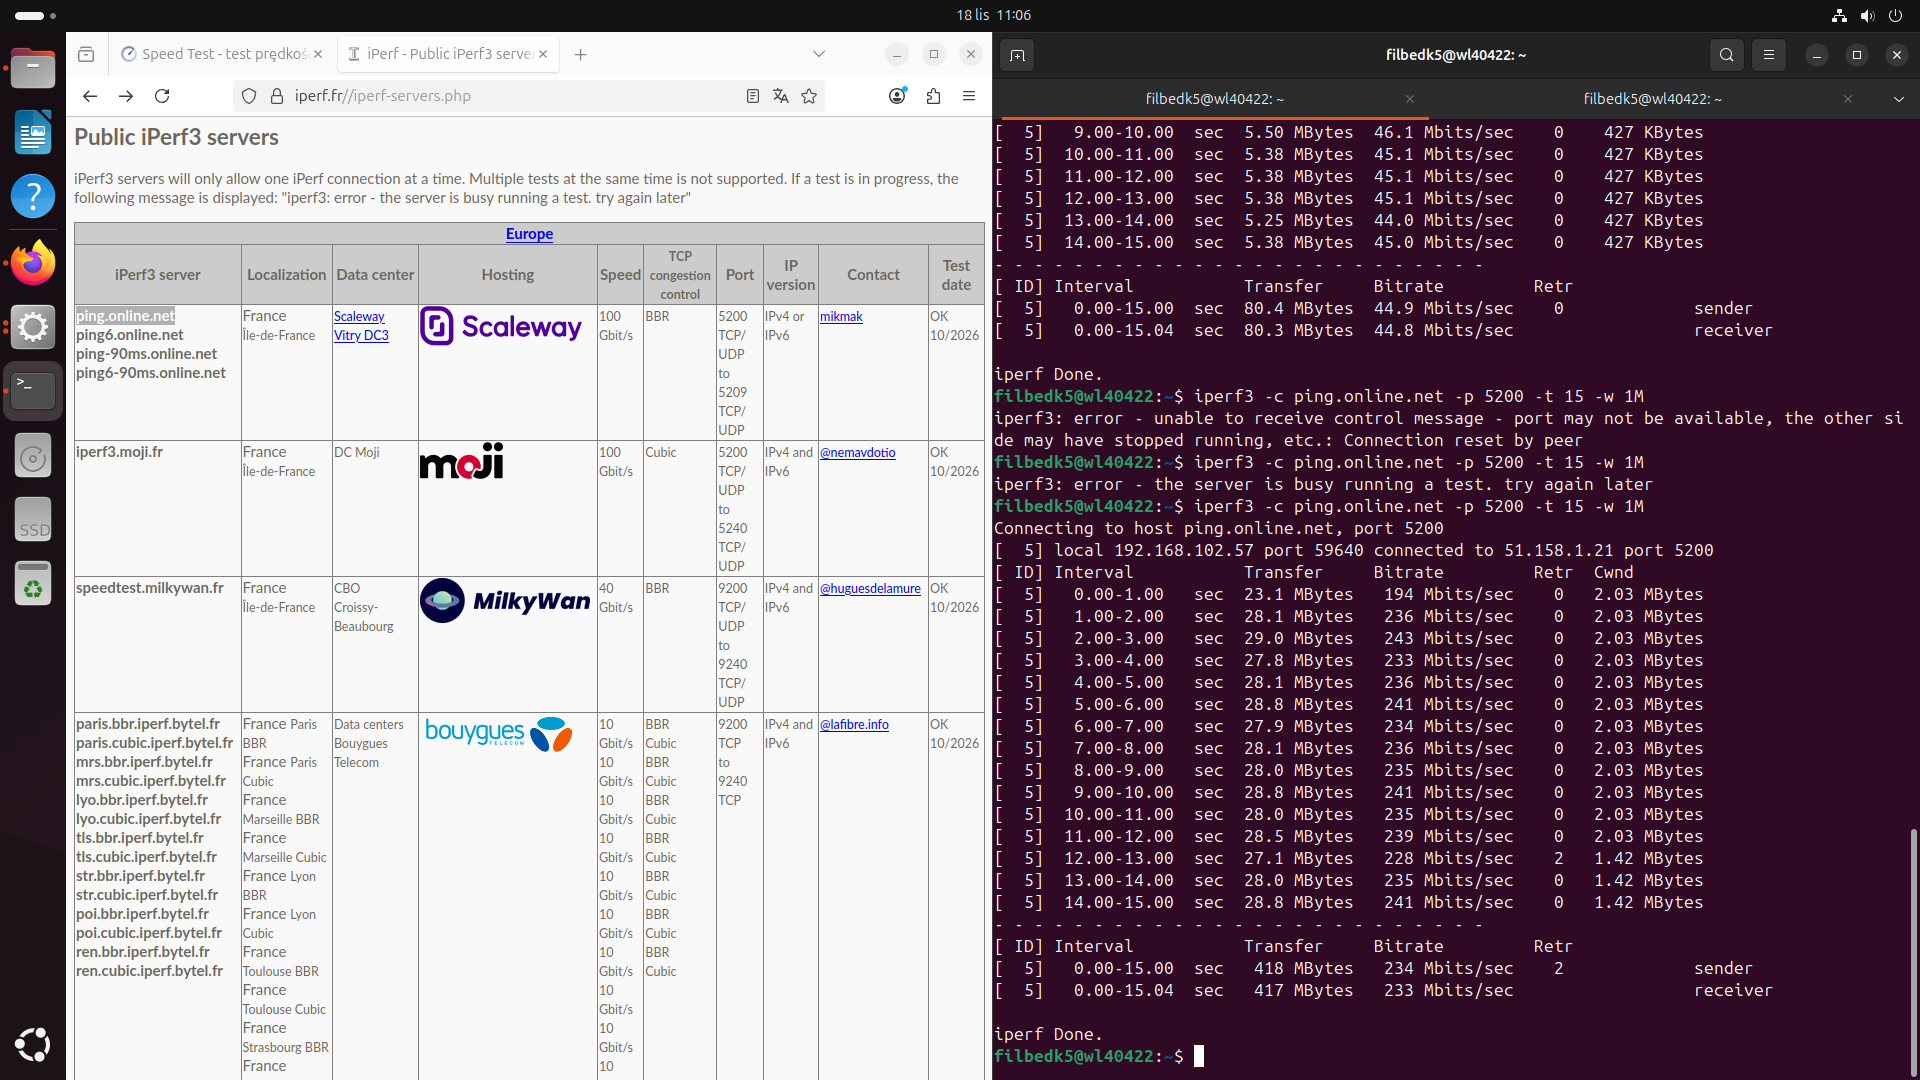 18 lis 11:06
Speed Test - test prędkoś
iPerf - Public iPerf3 serve
iperf.fr//iperf-servers.php
Public iPerf3 servers
iPerf3 servers will only allow one iPerf connection at a time. Multiple tests at the same time is not supported. If a test is in progress, the
following message is displayed: "iperf3: error - the server is busy running a test. try again later"
Europe
iPerf3 server Localization Data center Hosting Speed TCP congestion control Port IP version Contact Test date
ping.online.net
ping6.online.net
ping-90ms.online.net
ping6-90ms.online.net
France
Île-de-France
Scaleway
Vitry DC3
Scaleway
100
Gbit/s
BBR
5200
TCP/
UDP
to
5209
TCP/
UDP
IPv4 or
IPv6
mikmak
OK
10/2026
iperf3.moji.fr
France
Île-de-France
DC Moji
moji
100
Gbit/s
Cubic
5200
TCP/
UDP
to
5240
TCP/
UDP
IPv4 and
IPv6
@nemavdotio
OK
10/2026
speedtest.milkywan.fr
France
Île-de-France
CBO
Croissy-
Beaubourg
MilkyWan
40
Gbit/s
BBR
9200
TCP/
UDP
to
9240
TCP/
UDP
IPv4 and
IPv6
@huguesdelamure
OK
10/2026
paris.bbr.iperf.bytel.fr
paris.cubic.iperf.bytel.fr
mrs.bbr.iperf.bytel.fr
mrs.cubic.iperf.bytel.fr
lyo.bbr.iperf.bytel.fr
lyo.cubic.iperf.bytel.fr
tls.bbr.iperf.bytel.fr
tls.cubic.iperf.bytel.fr
str.bbr.iperf.bytel.fr
str.cubic.iperf.bytel.fr
poi.bbr.iperf.bytel.fr
poi.cubic.iperf.bytel.fr
ren.bbr.iperf.bytel.fr
ren.cubic.iperf.bytel.fr
France Paris
BBR
France Paris
Cubic
France
Marseille BBR
France
Marseille Cubic
France Lyon
BBR
France Lyon
Cubic
France
Toulouse BBR
France
Toulouse Cubic
France
Strasbourg BBR
France
Data centers
Bouygues
Telecom
bouygues
TELECOM
10
Gbit/s
10
Gbit/s
10
Gbit/s
10
Gbit/s
10
Gbit/s
10
Gbit/s
10
Gbit/s
10
Gbit/s
10
Gbit/s
10
BBR
Cubic
BBR
Cubic
BBR
Cubic
BBR
Cubic
BBR
Cubic
BBR
Cubic
BBR
Cubic
9200
TCP
to
9240
TCP
IPv4 and
IPv6
@lafibre.info
OK
10/2026
SSD
filbedk5@wl40422: ~
filbedk5@wl40422: ~
filbedk5@wl40422: ~
[  5]   9.00-10.00  sec  5.50 MBytes  46.1 Mbits/sec    0    427 KBytes
[  5]  10.00-11.00  sec  5.38 MBytes  45.1 Mbits/sec    0    427 KBytes
[  5]  11.00-12.00  sec  5.38 MBytes  45.1 Mbits/sec    0    427 KBytes
[  5]  12.00-13.00  sec  5.38 MBytes  45.1 Mbits/sec    0    427 KBytes
[  5]  13.00-14.00  sec  5.25 MBytes  44.0 Mbits/sec    0    427 KBytes
[  5]  14.00-15.00  sec  5.38 MBytes  45.0 Mbits/sec    0    427 KBytes
- - - - - - - - - - - - - - - - - - - - - - - - -
[ ID] Interval           Transfer     Bitrate         Retr
[  5]   0.00-15.00  sec  80.4 MBytes  44.9 Mbits/sec    0             sender
[  5]   0.00-15.04  sec  80.3 MBytes  44.8 Mbits/sec                  receiver
iperf Done.
filbedk5@wl40422:~$ iperf3 -c ping.online.net -p 5200 -t 15 -w 1M
iperf3: error - unable to receive control message - port may not be available, the other si
de may have stopped running, etc.: Connection reset by peer
filbedk5@wl40422:~$ iperf3 -c ping.online.net -p 5200 -t 15 -w 1M
iperf3: error - the server is busy running a test. try again later
filbedk5@wl40422:~$ iperf3 -c ping.online.net -p 5200 -t 15 -w 1M
Connecting to host ping.online.net, port 5200
[  5] local 192.168.102.57 port 59640 connected to 51.158.1.21 port 5200
[ ID] Interval           Transfer     Bitrate         Retr  Cwnd
[  5]   0.00-1.00   sec  23.1 MBytes   194 Mbits/sec    0   2.03 MBytes
[  5]   1.00-2.00   sec  28.1 MBytes   236 Mbits/sec    0   2.03 MBytes
[  5]   2.00-3.00   sec  29.0 MBytes   243 Mbits/sec    0   2.03 MBytes
[  5]   3.00-4.00   sec  27.8 MBytes   233 Mbits/sec    0   2.03 MBytes
[  5]   4.00-5.00   sec  28.1 MBytes   236 Mbits/sec    0   2.03 MBytes
[  5]   5.00-6.00   sec  28.8 MBytes   241 Mbits/sec    0   2.03 MBytes
[  5]   6.00-7.00   sec  27.9 MBytes   234 Mbits/sec    0   2.03 MBytes
[  5]   7.00-8.00   sec  28.1 MBytes   236 Mbits/sec    0   2.03 MBytes
[  5]   8.00-9.00   sec  28.0 MBytes   235 Mbits/sec    0   2.03 MBytes
[  5]   9.00-10.00  sec  28.8 MBytes   241 Mbits/sec    0   2.03 MBytes
[  5]  10.00-11.00  sec  28.0 MBytes   235 Mbits/sec    0   2.03 MBytes
[  5]  11.00-12.00  sec  28.5 MBytes   239 Mbits/sec    0   2.03 MBytes
[  5]  12.00-13.00  sec  27.1 MBytes   228 Mbits/sec    2   1.42 MBytes
[  5]  13.00-14.00  sec  28.0 MBytes   235 Mbits/sec    0   1.42 MBytes
[  5]  14.00-15.00  sec  28.8 MBytes   241 Mbits/sec    0   1.42 MBytes
- - - - - - - - - - - - - - - - - - - - - - - - -
[ ID] Interval           Transfer     Bitrate         Retr
[  5]   0.00-15.00  sec   418 MBytes   234 Mbits/sec    2             sender
[  5]   0.00-15.04  sec   417 MBytes   233 Mbits/sec                  receiver
iperf Done.
filbedk5@wl40422:~$